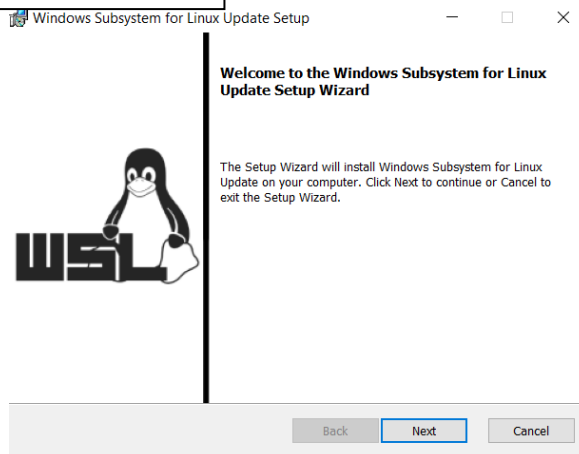 Windows Subsystem for Linux Update Setup
Welcome to the Windows Subsystem for Linux
Update Setup Wizard
The Setup Wizard will install Windows Subsystem for Linux
Update on your computer. Click Next to continue or Cancel to
exit the Setup Wizard.
WSL
Back Next Cancel